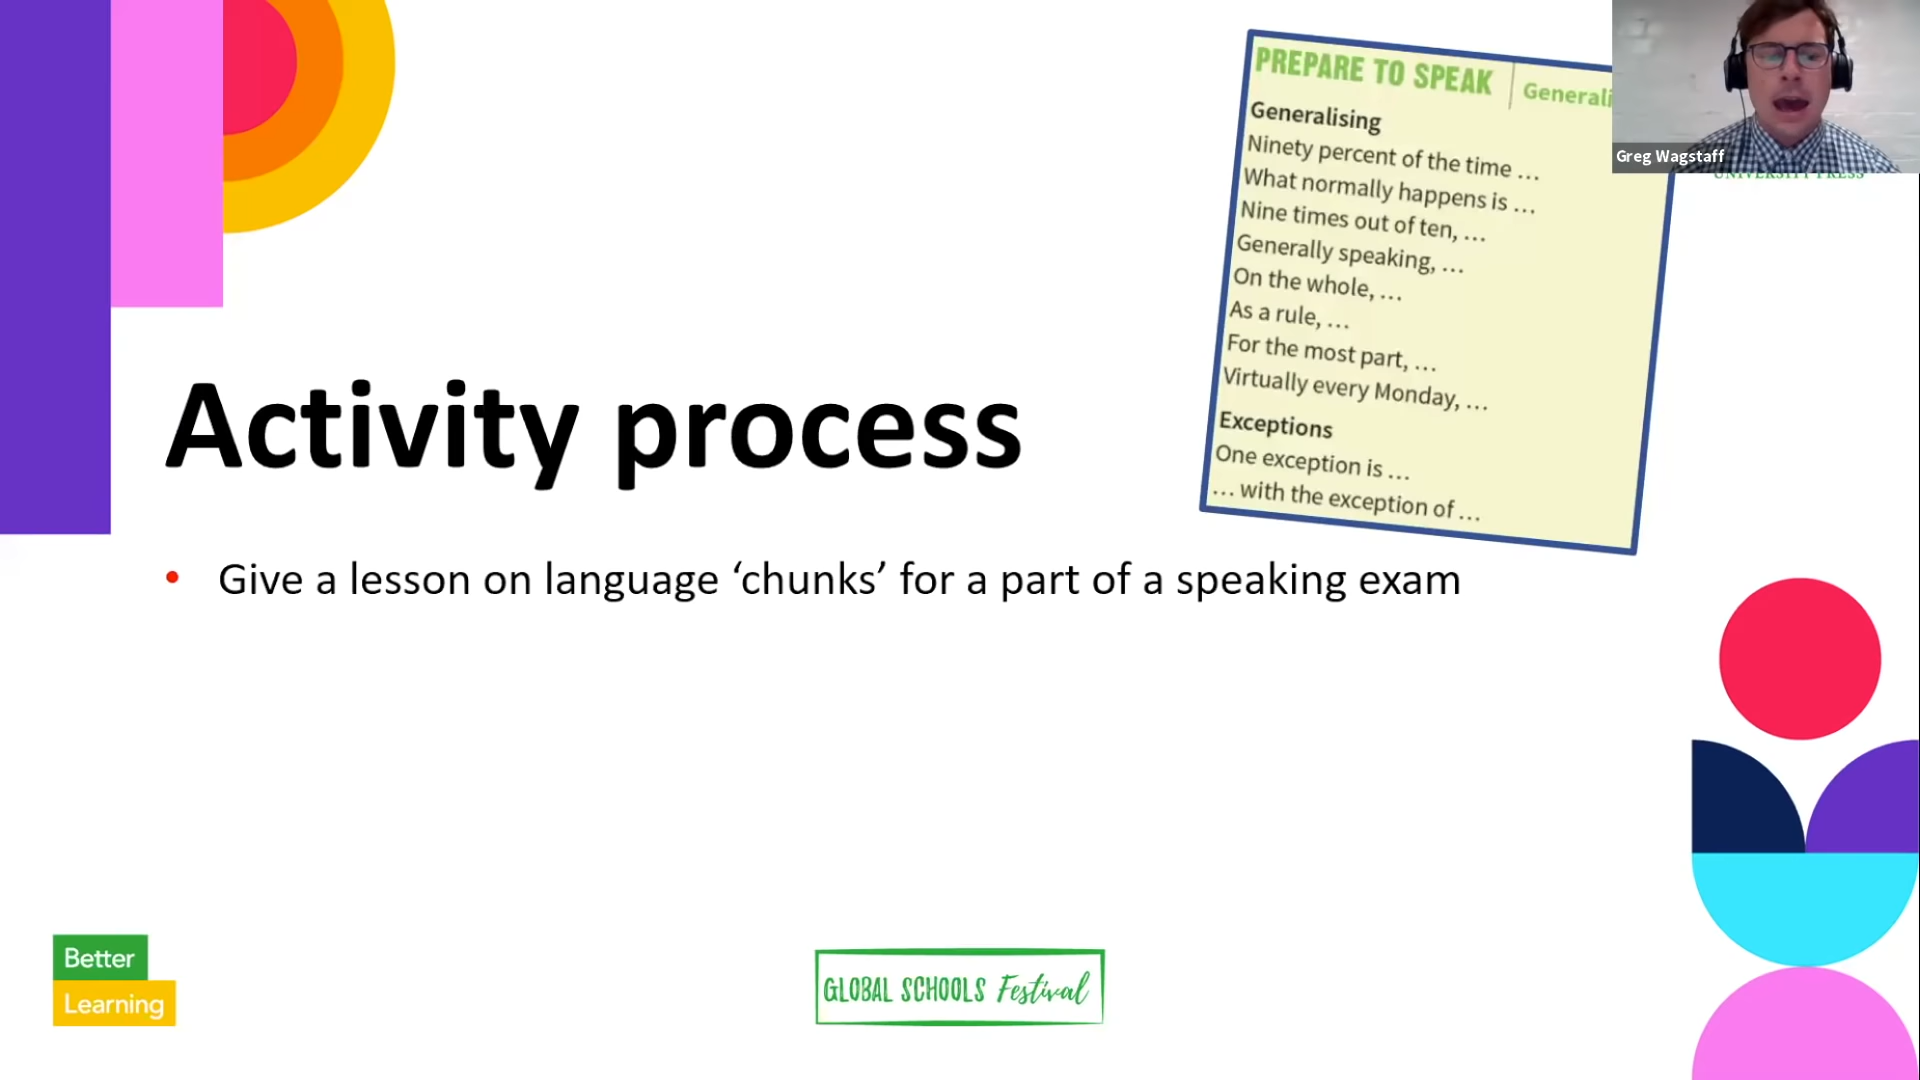 PREPARE TO SPEAK
Generalising
Ninety percent of the time …
What normally happens is …
Nine times out of ten, …
Generally speaking, …
On the whole, …
As a rule, …
For the most part, …
Virtually every Monday, …
Exceptions
One exception is …
… with the exception of …
Greg Wagstaff
UNIVERSITY PRESS
Activity process
• Give a lesson on language ‘chunks’ for a part of a speaking exam
Better
Learning
GLOBAL SCHOOLS Festival